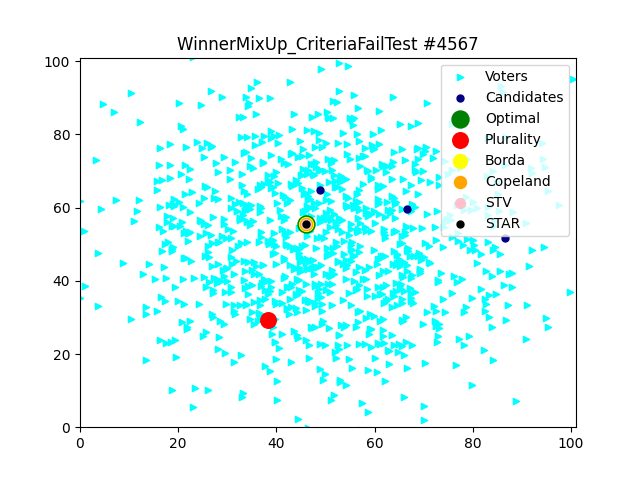 WinnerMixUp_CriteriaFailTest #4567
100
80
60
40
20
0
0
20
40
60
80
100
Voters
Candidates
Optimal
Plurality
Borda
Copeland
STV
STAR